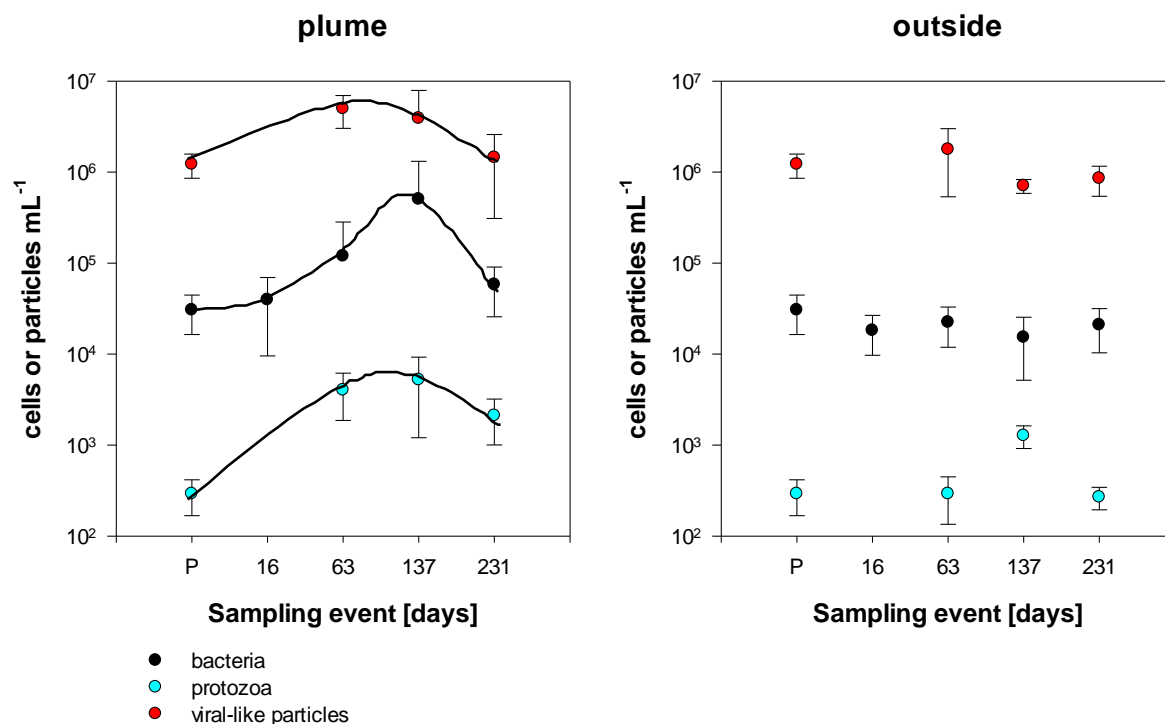 plume
10⁷
10⁶
10⁵
10⁴
10³
10²
cells or particles mL⁻¹
P 16 63 137 231
Sampling event [days]
outside
10⁷
10⁶
10⁵
10⁴
10³
10²
cells or particles mL⁻¹
P 16 63 137 231
Sampling event [days]
bacteria
protozoa
viral-like particles